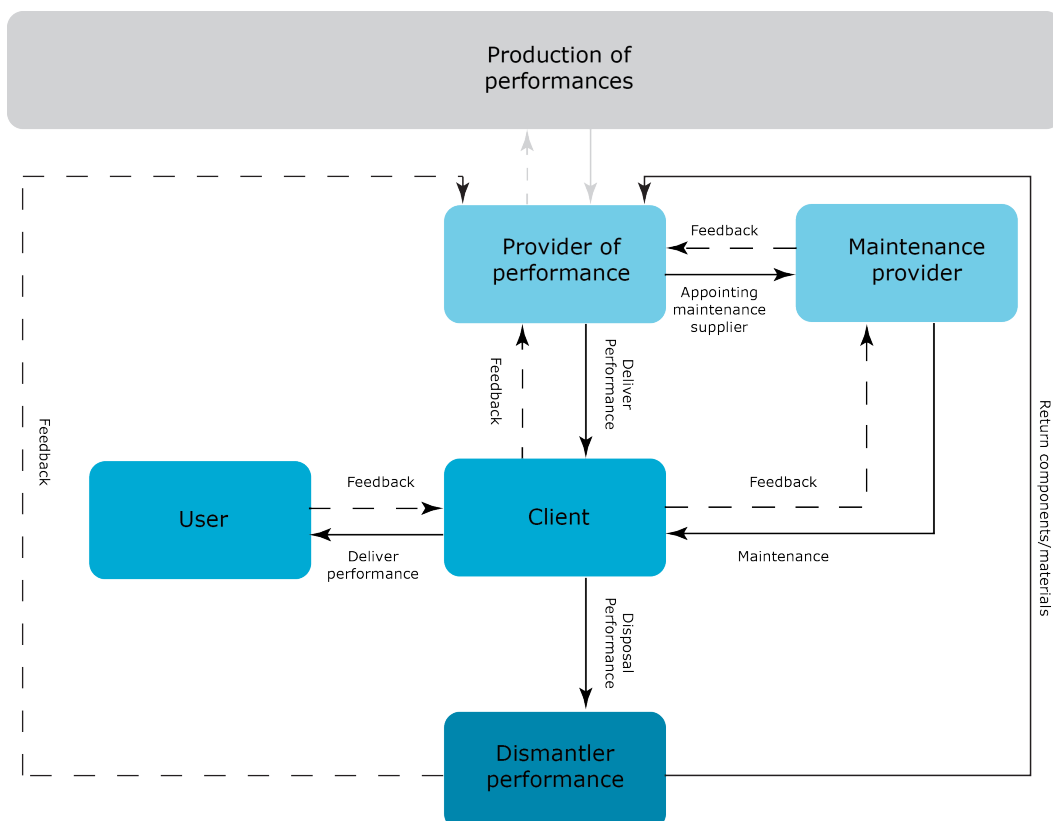 Production of
performances
Provider of
performance
Feedback
Maintenance
provider
Appointing
maintenance
supplier
Feedback
Deliver
Performance
Feedback
User
Feedback
Client
Feedback
Deliver
performance
Maintenance
Return components/materials
Disposal
Performance
Dismantler
performance